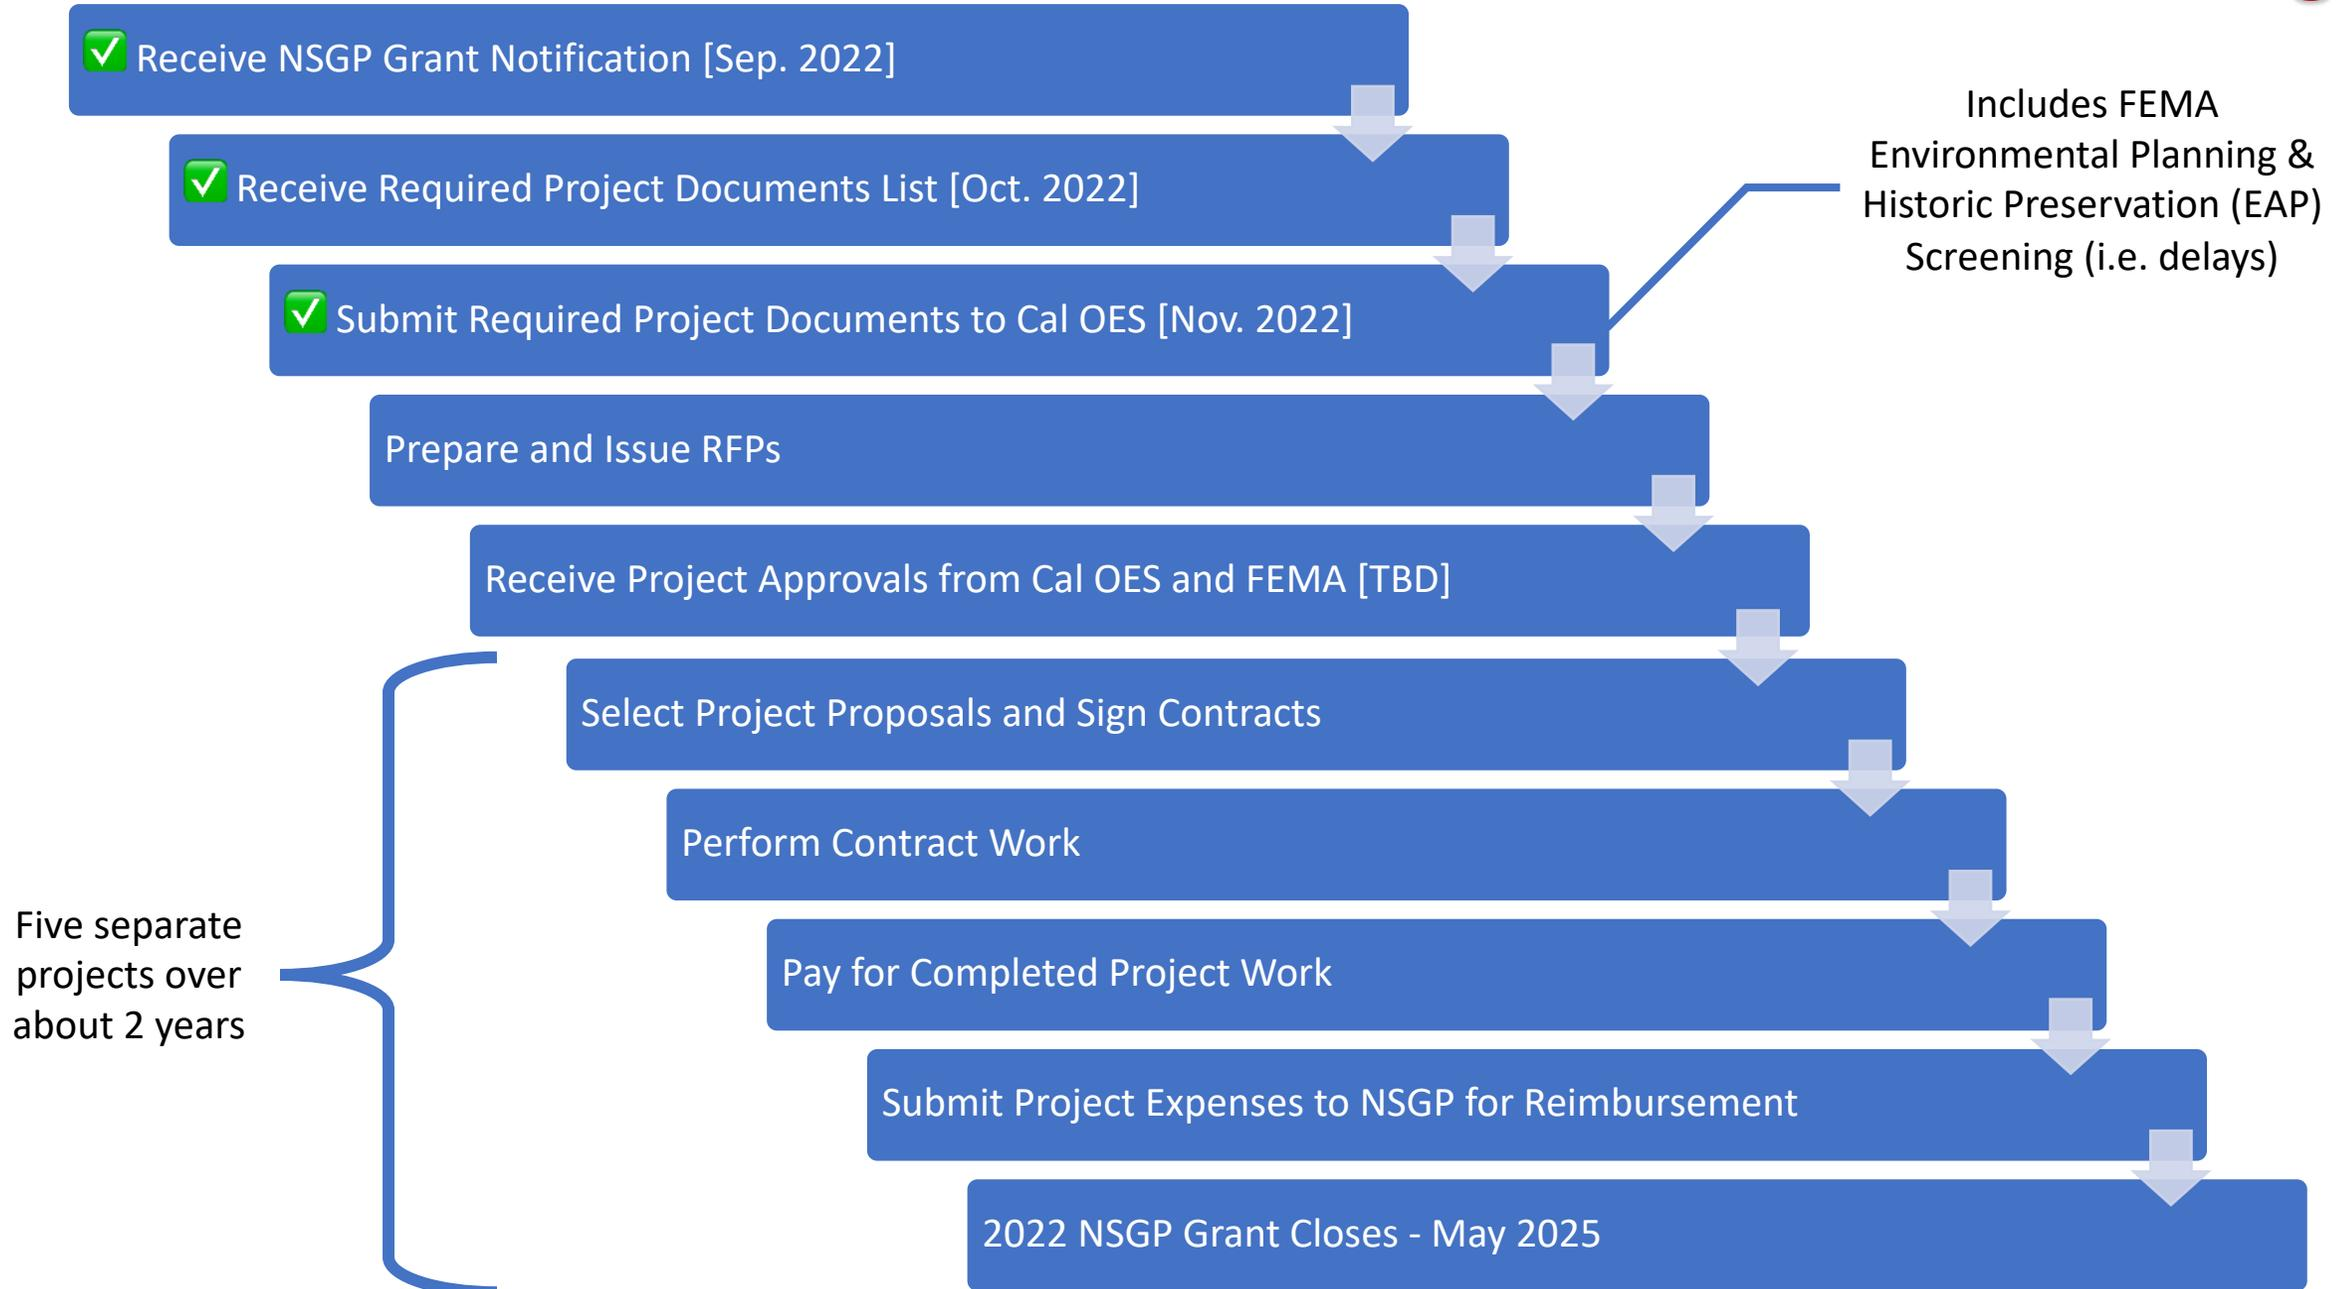 ✅ Receive NSGP Grant Notification [Sep. 2022]
Includes FEMA
Environmental Planning &
Historic Preservation (EAP)
Screening (i.e. delays)
✅ Receive Required Project Documents List [Oct. 2022]
✅ Submit Required Project Documents to Cal OES [Nov. 2022]
Prepare and Issue RFPs
Receive Project Approvals from Cal OES and FEMA [TBD]
Select Project Proposals and Sign Contracts
Perform Contract Work
Five separate
projects over
about 2 years
Pay for Completed Project Work
Submit Project Expenses to NSGP for Reimbursement
2022 NSGP Grant Closes - May 2025